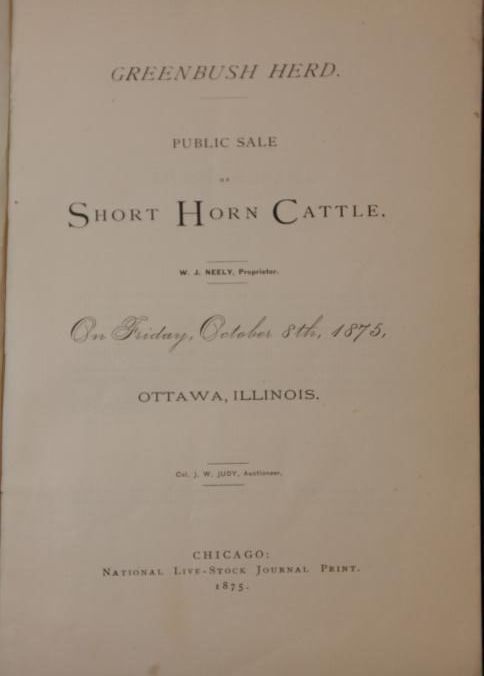 GREENBUSH HERD.
PUBLIC SALE
OF
SHORT HORN CATTLE.
W. J. NEELY, Proprietor.
On Friday, October 8th, 1875,
OTTAWA, ILLINOIS.
Col. J. W. JUDY, Auctioneer.
CHICAGO:
NATIONAL LIVE-STOCK JOURNAL PRINT.
1875.